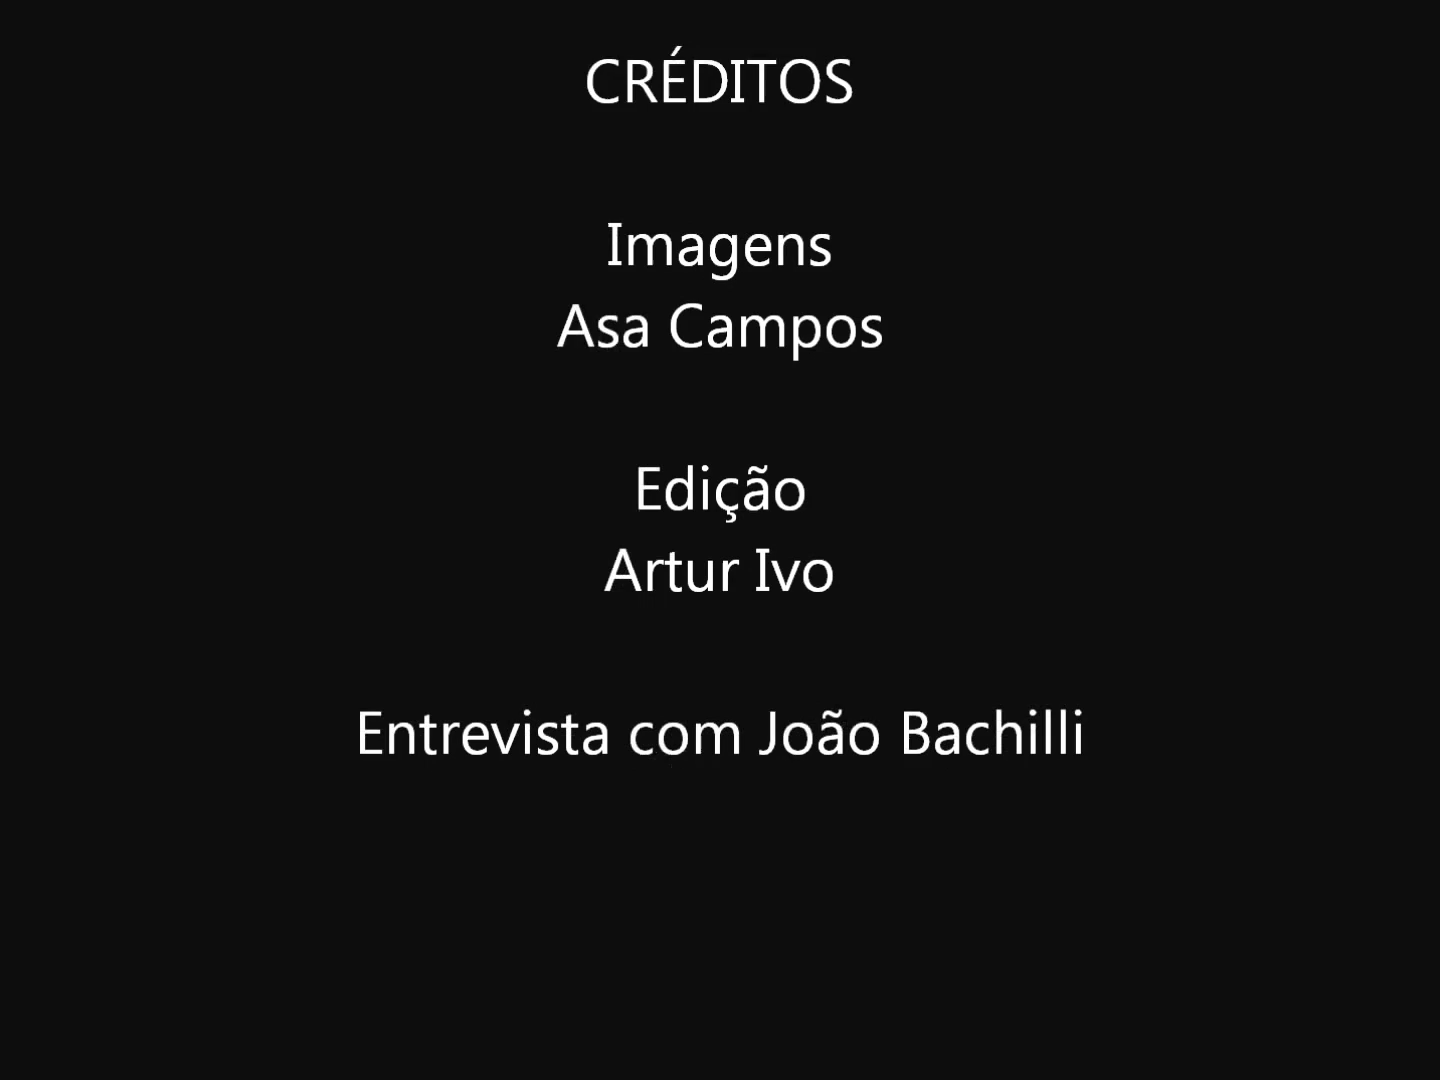 CRÉDITOS
Imagens
Asa Campos
Edição
Artur Ivo
Entrevista com João Bachilli